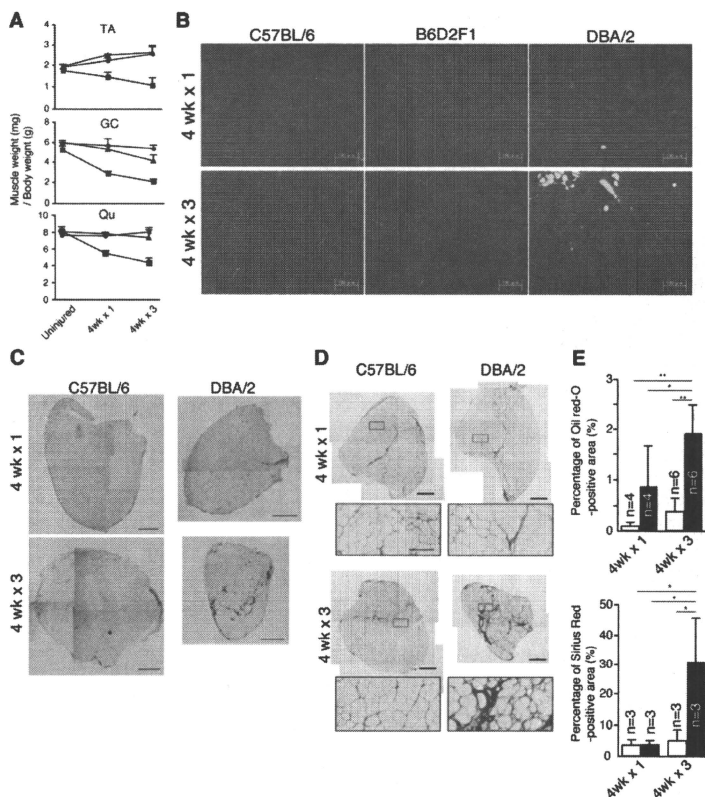 A
TA
4
3
2
1
0
GC
8
6
4
2
0
Qu
10
8
6
4
2
0
Muscle weight (mg)
/ Body weight (g)
Uninjured
4wk x 1
4wk x 3
B
C57BL/6
B6D2F1
DBA/2
4 wk x 1
4 wk x 3
C
C57BL/6
DBA/2
4 wk x 1
4 wk x 3
D
C57BL/6
DBA/2
4 wk x 1
4 wk x 3
E
Percentage of Oil red-O
-positive area (%)
3
2
1
0
**
*
**
n=4
n=4
n=6
n=6
4wk x 1
4wk x 3
Percentage of Sirius Red
-positive area (%)
50
40
30
20
10
0
*
*
*
n=3
n=3
n=3
n=3
4wk x 1
4wk x 3